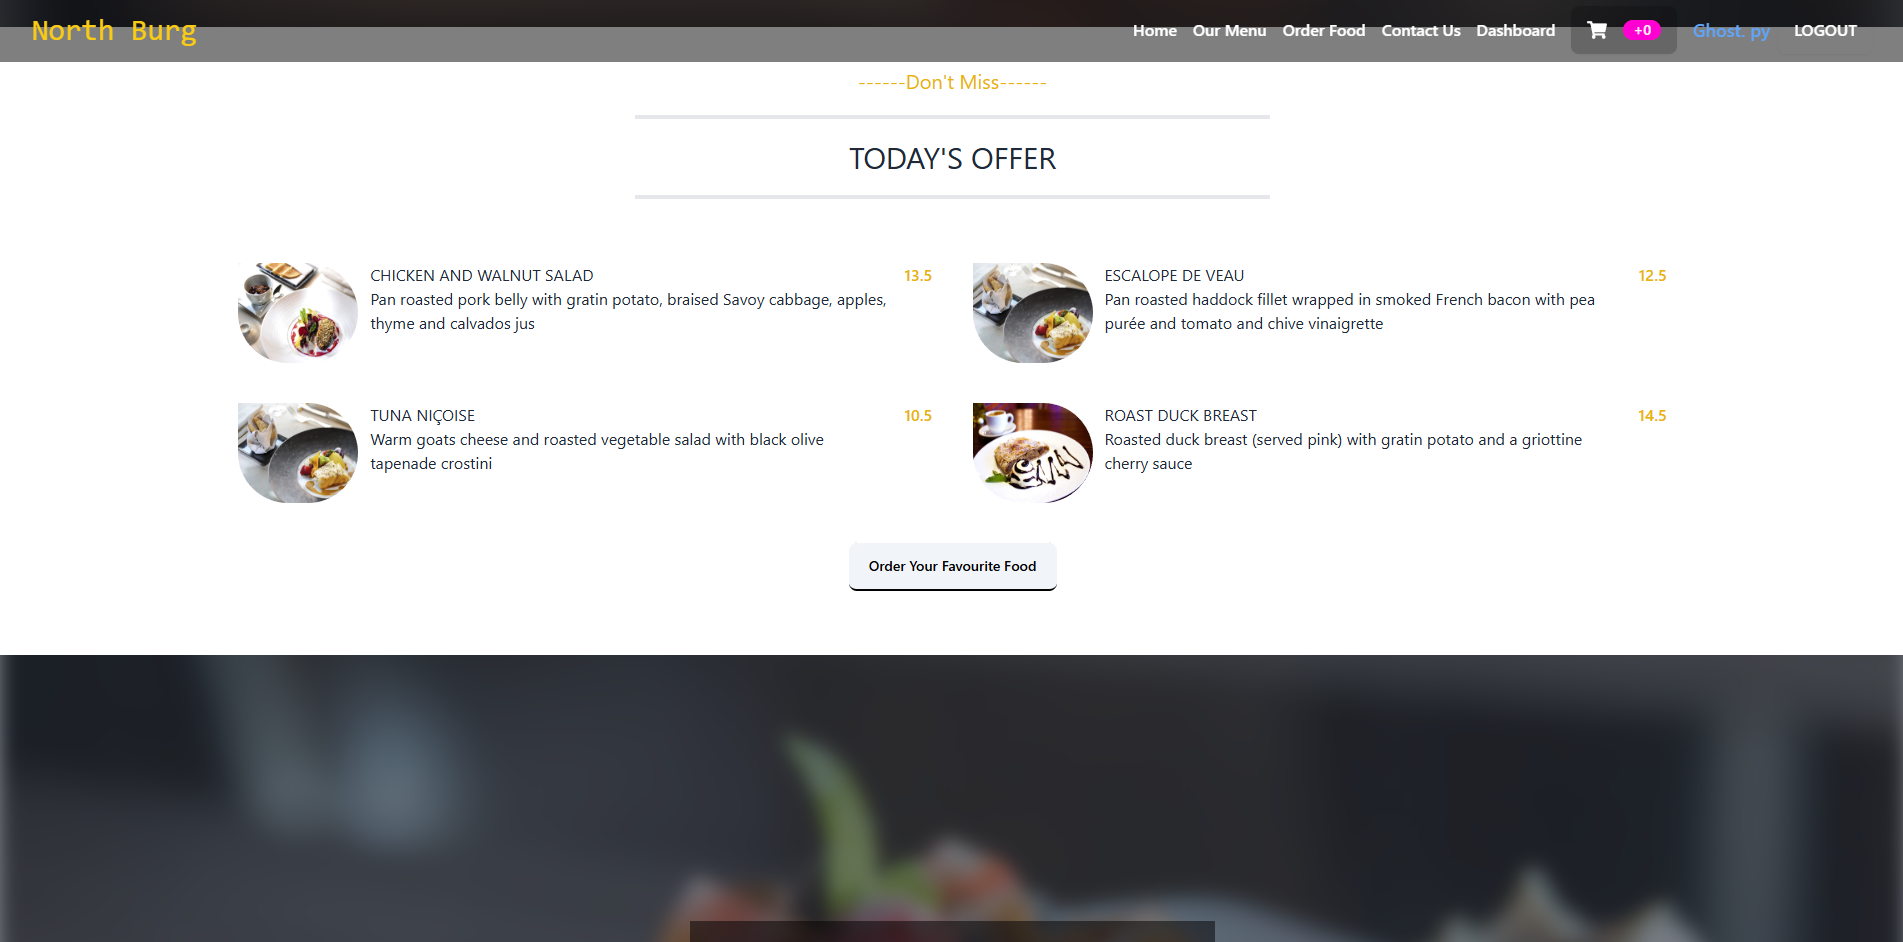 North Burg
Home Our Menu Order Food Contact Us Dashboard +0 Ghost. py LOGOUT
------Don't Miss------
TODAY'S OFFER
CHICKEN AND WALNUT SALAD 13.5
Pan roasted pork belly with gratin potato, braised Savoy cabbage, apples,
thyme and calvados jus
ESCALOPE DE VEAU 12.5
Pan roasted haddock fillet wrapped in smoked French bacon with pea
purée and tomato and chive vinaigrette
TUNA NIÇOISE 10.5
Warm goats cheese and roasted vegetable salad with black olive
tapenade crostini
ROAST DUCK BREAST 14.5
Roasted duck breast (served pink) with gratin potato and a griottine
cherry sauce
Order Your Favourite Food